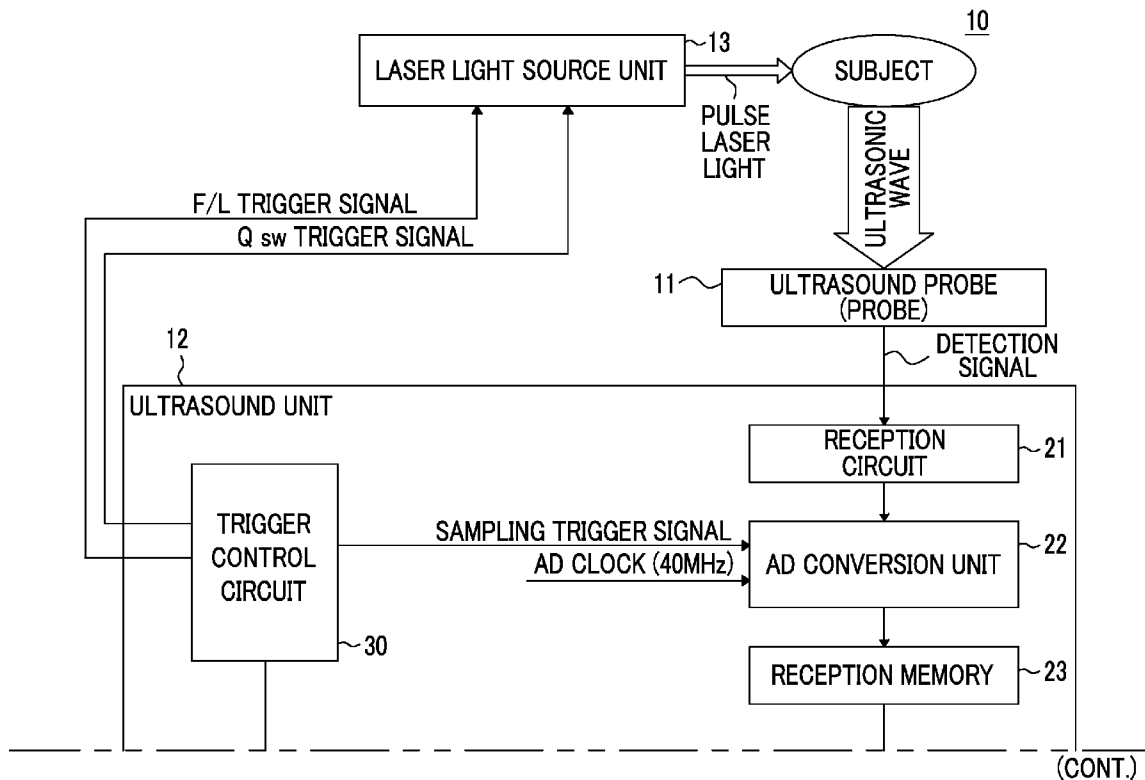 10
13
LASER LIGHT SOURCE UNIT
SUBJECT
PULSE
LASER
LIGHT
ULTRASONIC
WAVE
F/L TRIGGER SIGNAL
Q sw TRIGGER SIGNAL
11
ULTRASOUND PROBE
(PROBE)
12
DETECTION
SIGNAL
ULTRASOUND UNIT
RECEPTION
CIRCUIT
21
TRIGGER
CONTROL
CIRCUIT
30
SAMPLING TRIGGER SIGNAL
AD CLOCK (40MHz)
AD CONVERSION UNIT
22
RECEPTION MEMORY
23
(CONT.)